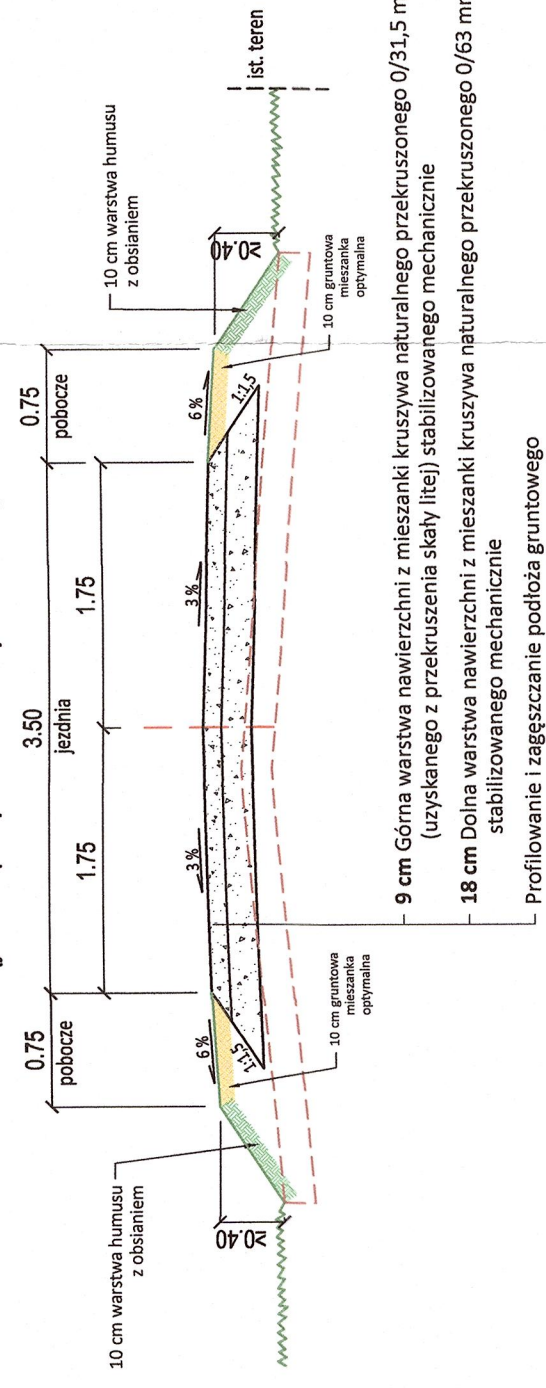 0.75
3.50
0.75
pobocze
jezdnia
pobocze
1.75
1.75
10 cm warstwa humusu
z obsianiem
10 cm warstwa humusu
z obsianiem
6%
3%
3%
6%
≥0.40
≥0.40
1:1,5
1:1,5
ist. teren
10 cm gruntowa
mieszanka
optymalna
10 cm gruntowa
mieszanka
optymalna
9 cm Górna warstwa nawierzchni z mieszanki kruszywa naturalnego przekruszonego 0/31,5 m
(uzyskanego z przekruszenia skały litej) stabilizowanego mechanicznie
18 cm Dolna warstwa nawierzchni z mieszanki kruszywa naturalnego przekruszonego 0/63 mm
stabilizowanego mechanicznie
Profilowanie i zagęszczanie podłoża gruntowego